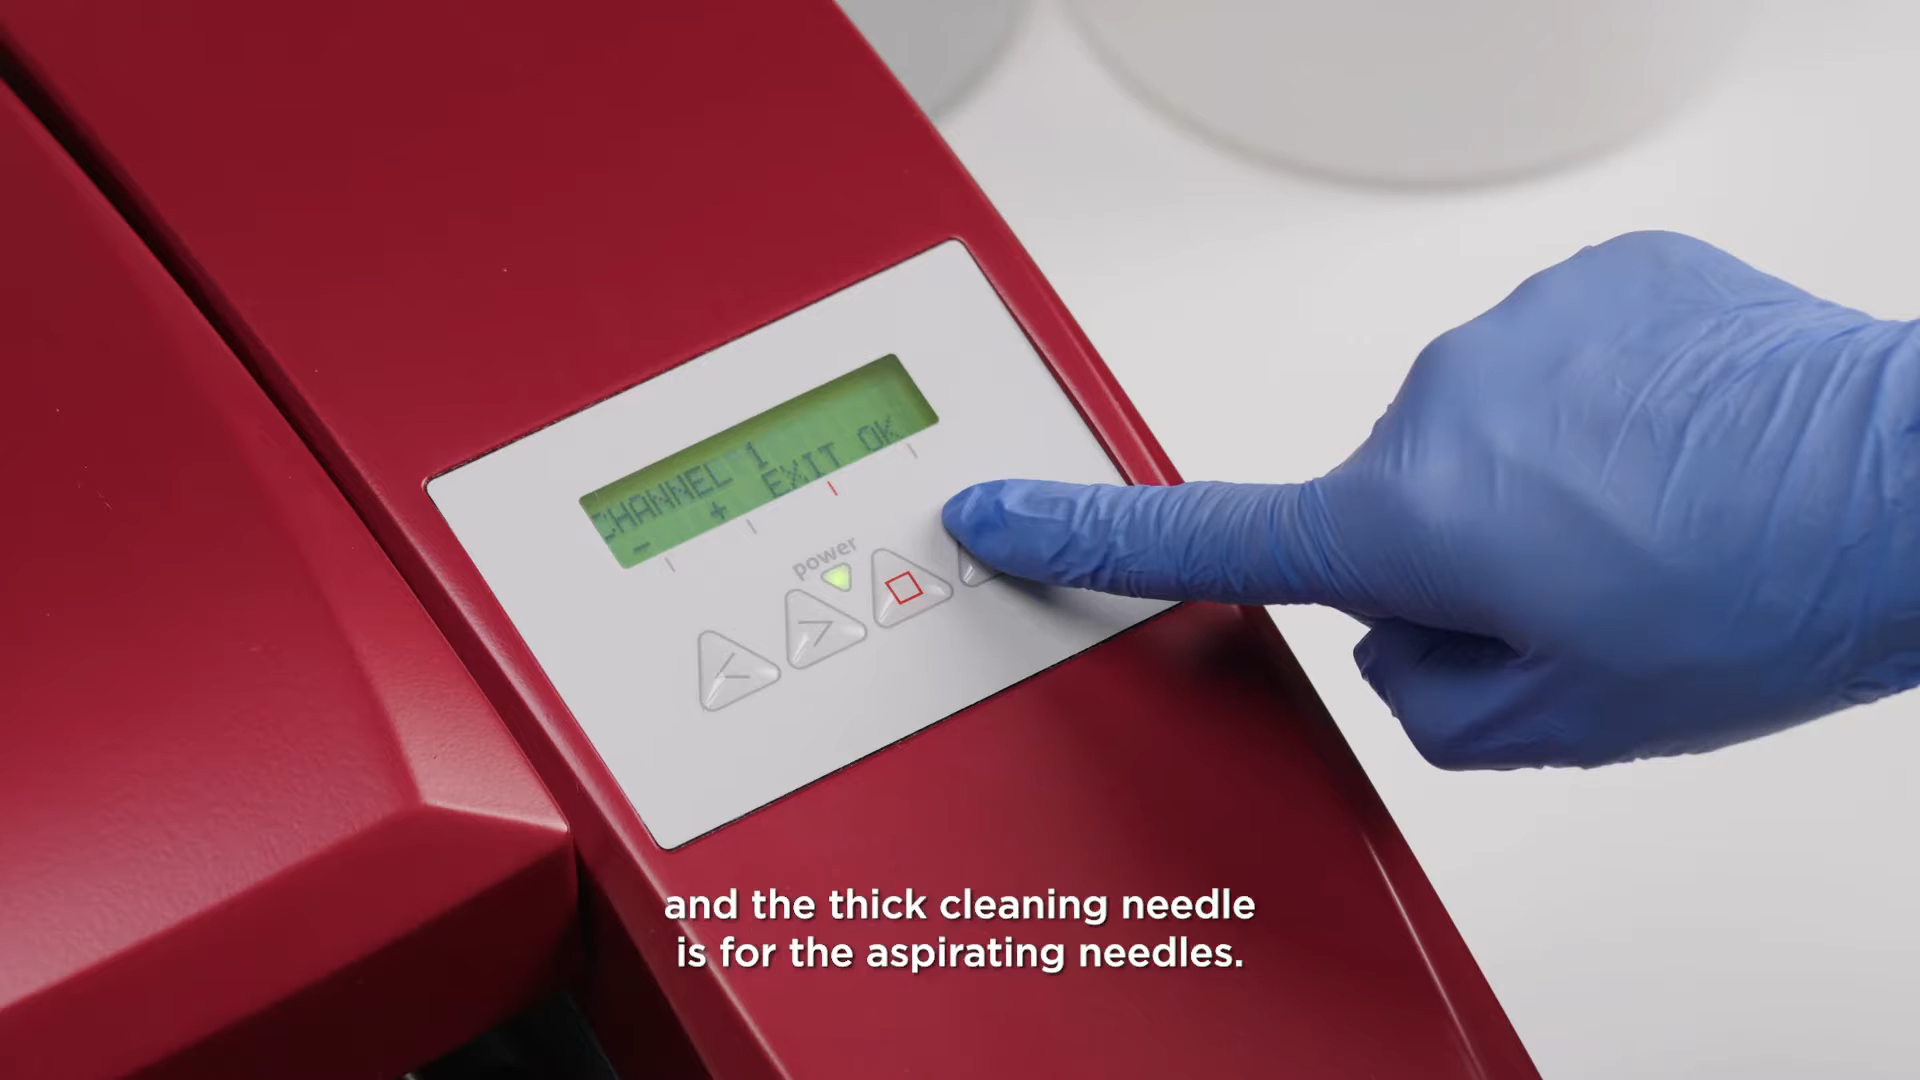 CHANNEL 1
- + EXIT OK
power
< > □
and the thick cleaning needle
is for the aspirating needles.